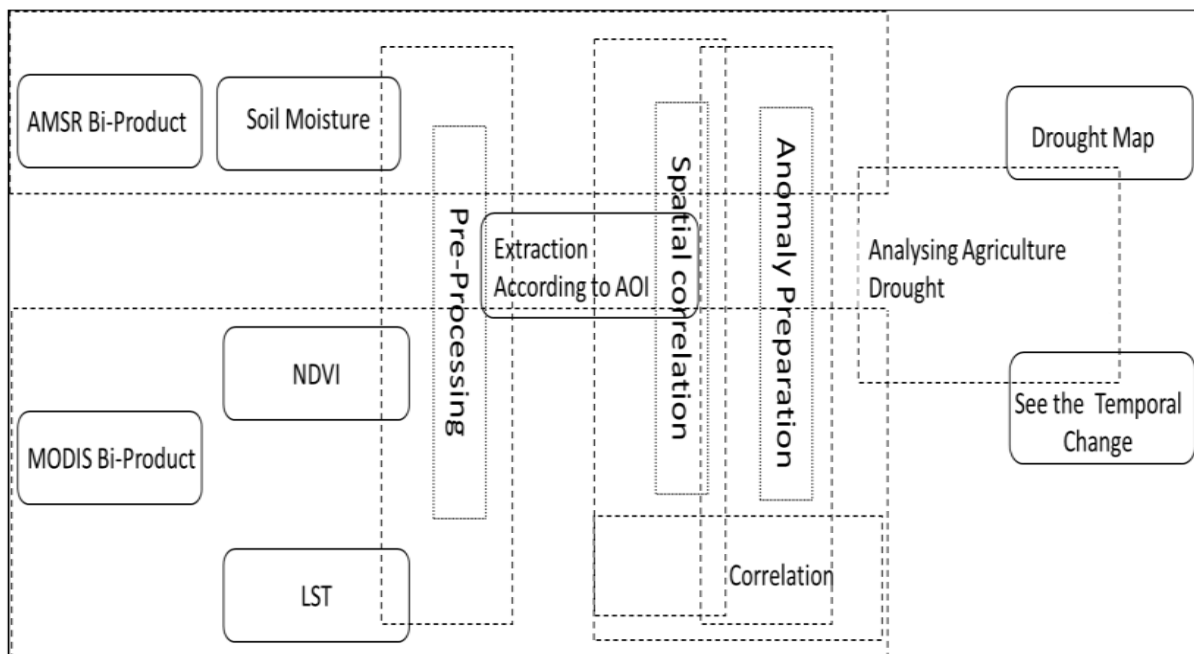 AMSR Bi-Product
Soil Moisture
Pre-Processing
Extraction
According to AOI
Spatial correlation
Anomaly Preparation
Drought Map
Analysing Agriculture
Drought
NDVI
MODIS Bi-Product
See the Temporal
Change
LST
Correlation